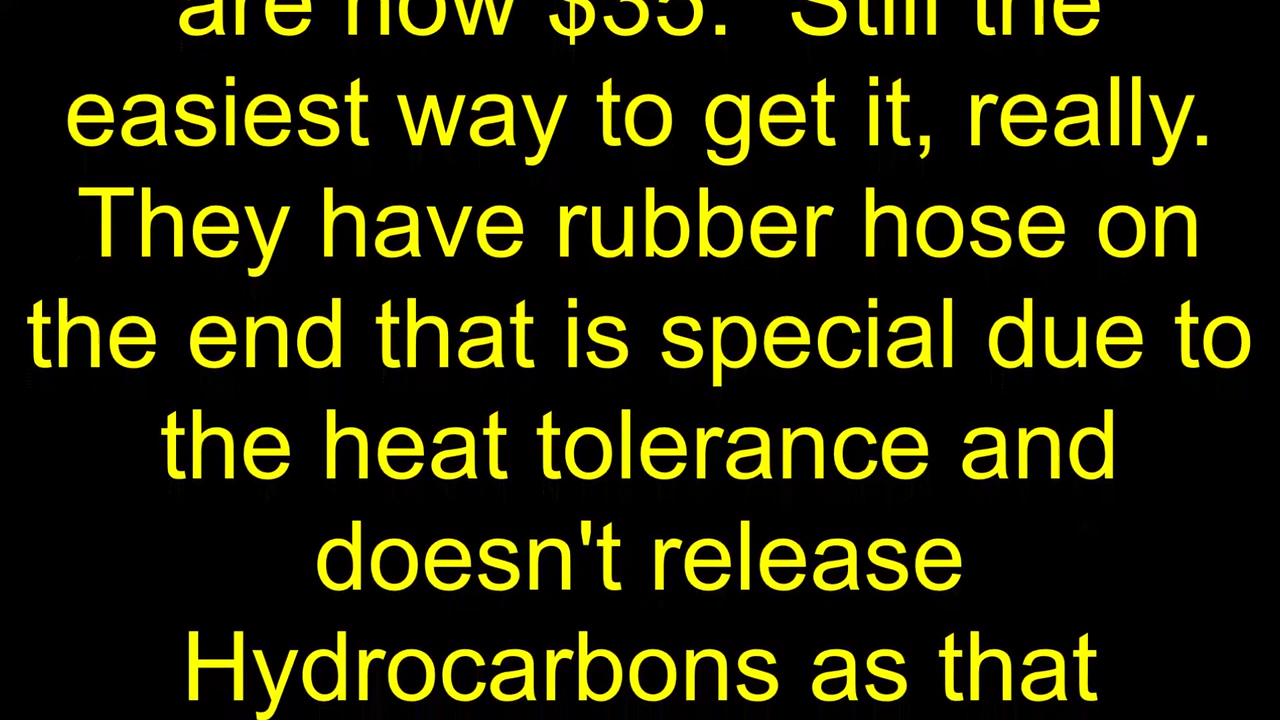 are now $35.  Still the
easiest way to get it, really.
They have rubber hose on
the end that is special due to
the heat tolerance and
doesn't release
Hydrocarbons as that